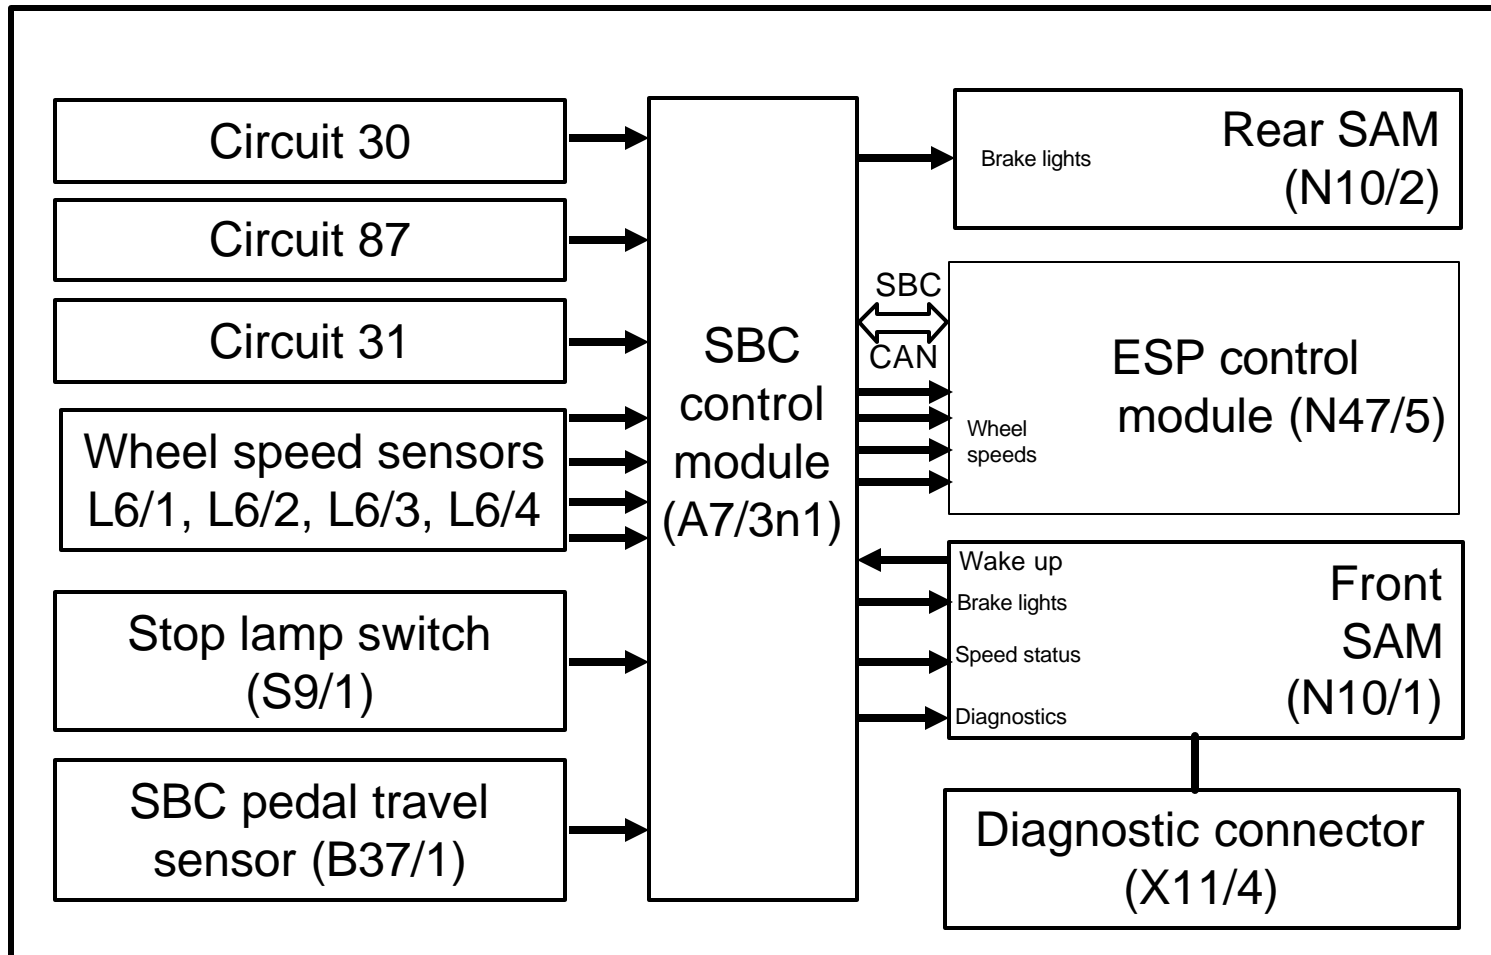 Circuit 30
Circuit 87
Circuit 31
Wheel speed sensors
L6/1, L6/2, L6/3, L6/4
Stop lamp switch
(S9/1)
SBC pedal travel
sensor (B37/1)
SBC
control
module
(A7/3n1)
Brake lights
Rear SAM
(N10/2)
SBC
CAN
Wheel
speeds
ESP control
module (N47/5)
Wake up
Brake lights
Speed status
Diagnostics
Front
SAM
(N10/1)
Diagnostic connector
(X11/4)